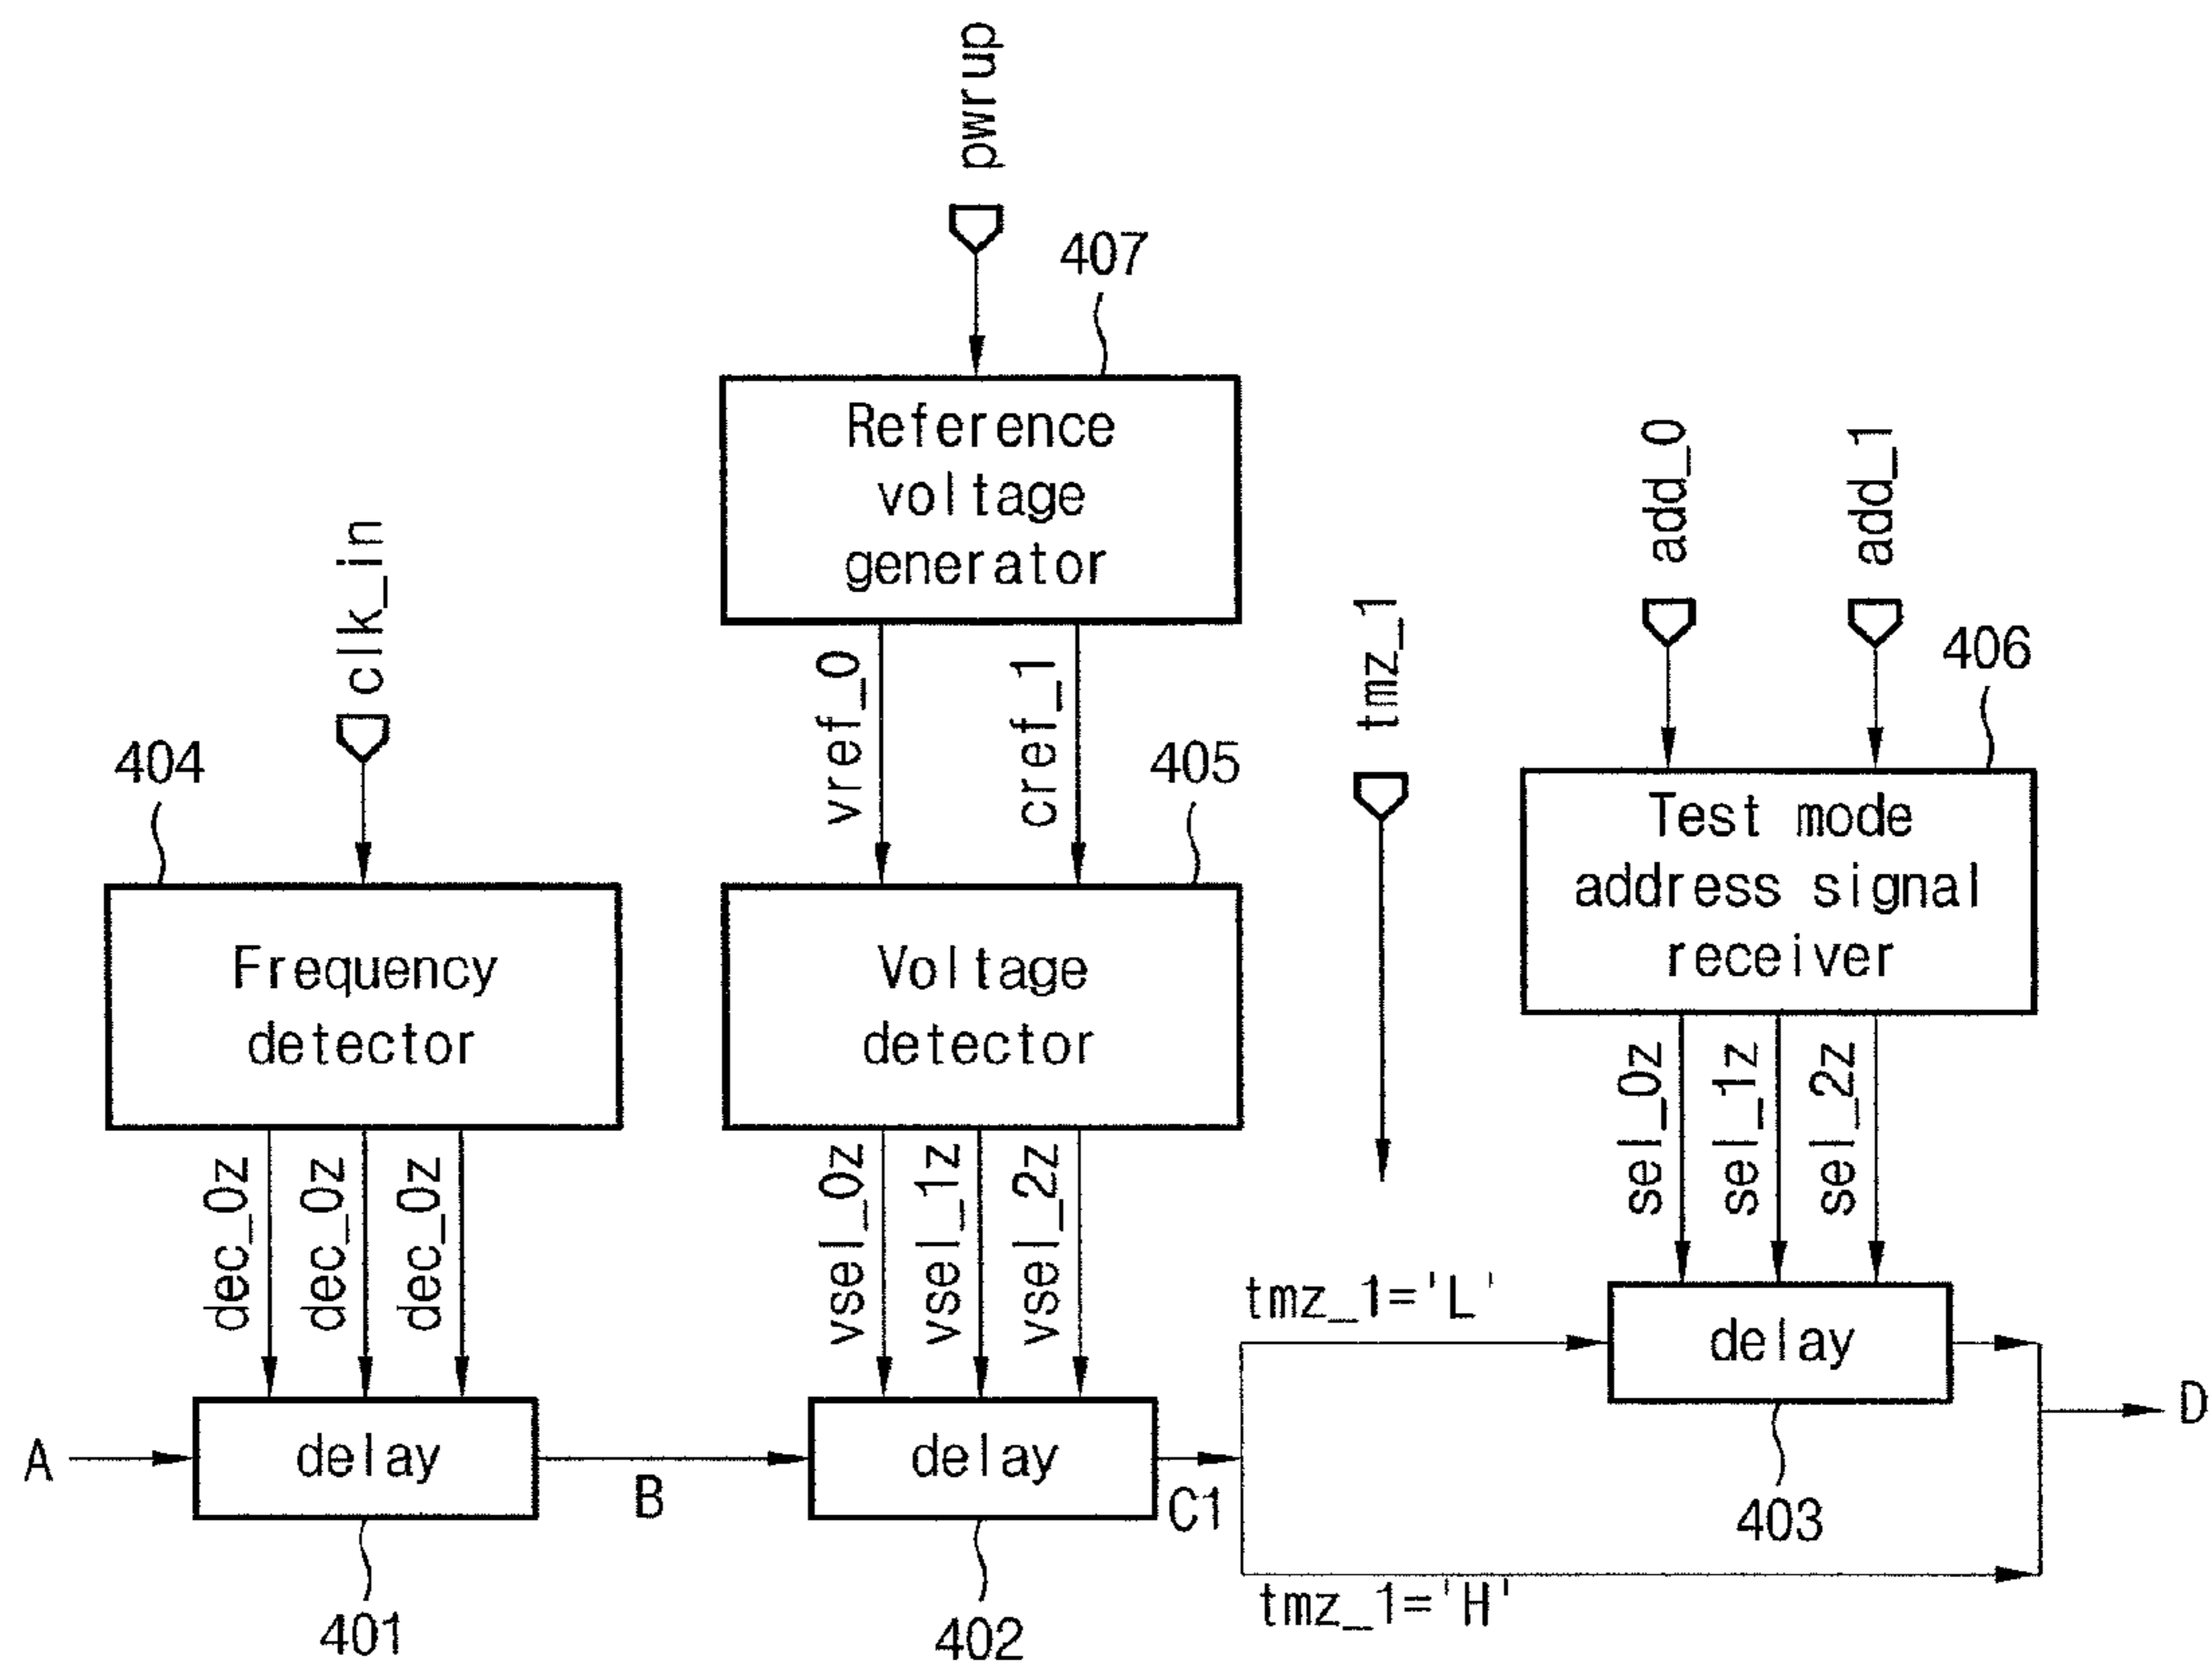 pwrup
407
Reference
voltage
generator
clk_in
vref_0
cref_1
tmz_1
add_0
add_1
406
404
405
Test mode
address signal
receiver
Frequency
detector
Voltage
detector
sel_0z
sel_1z
sel_2z
dec_0z
dec_0z
dec_0z
vsel_0z
vsel_1z
vsel_2z
tmz_1='L'
delay
A
delay
B
delay
C1
D
403
tmz_1='H'
401
402